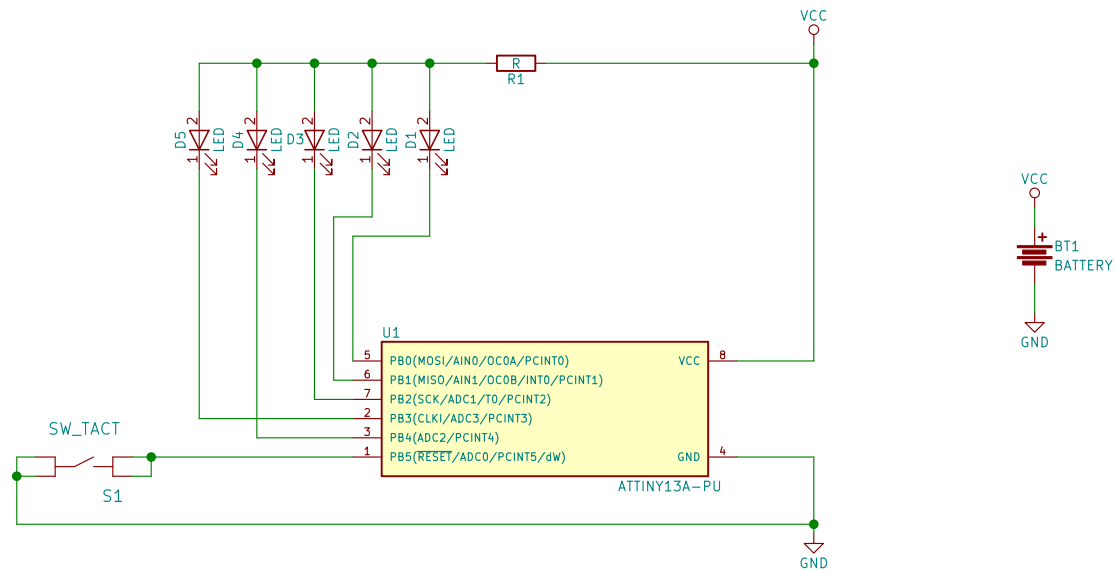 VCC
R
R1
D5
2
1
LED
D4
2
1
LED
D3
2
1
LED
D2
2
1
LED
D1
2
1
LED
VCC
+
BT1
BATTERY
GND
U1
5 PB0(MOSI/AIN0/OC0A/PCINT0) VCC 8
6 PB1(MISO/AIN1/OC0B/INT0/PCINT1)
7 PB2(SCK/ADC1/T0/PCINT2)
2 PB3(CLKI/ADC3/PCINT3)
3 PB4(ADC2/PCINT4)
1 PB5(RESET/ADC0/PCINT5/dW) GND 4
ATTINY13A-PU
SW_TACT
S1
GND